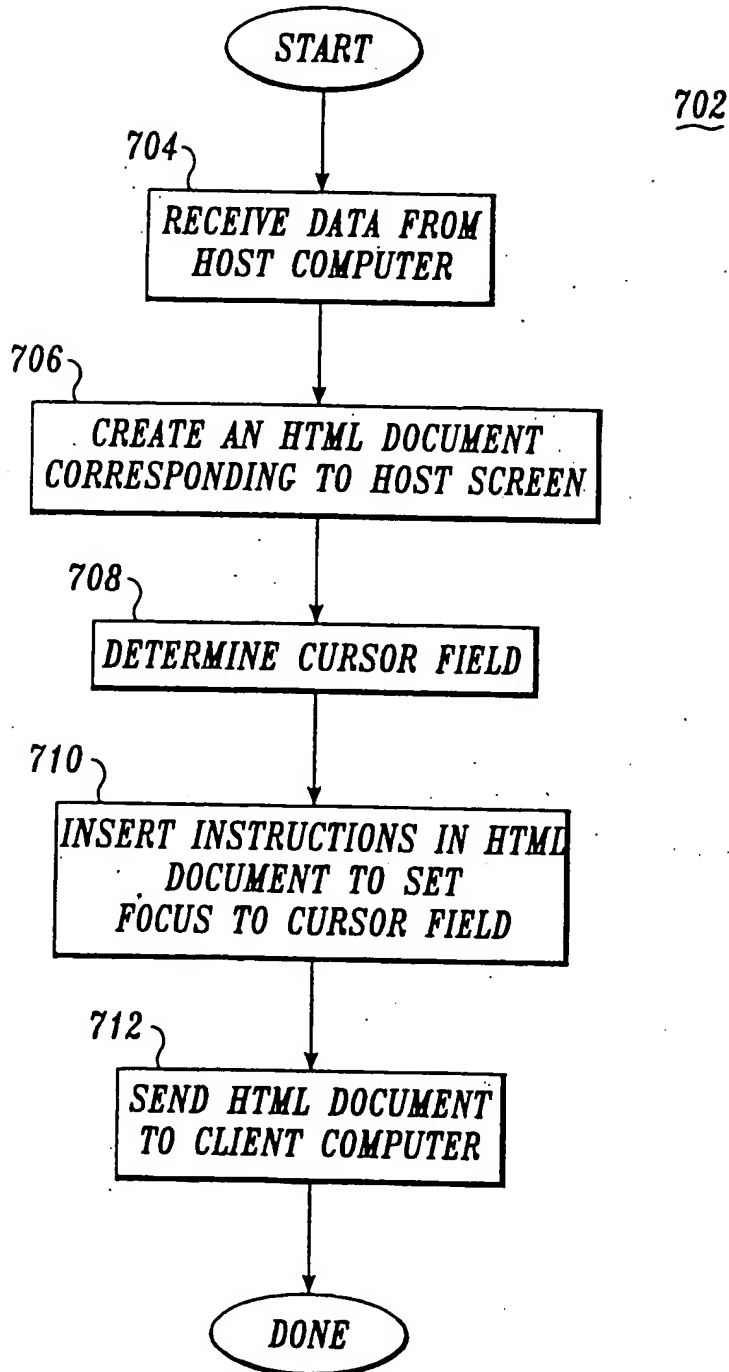 START
702
704
RECEIVE DATA FROM
HOST COMPUTER
706
CREATE AN HTML DOCUMENT
CORRESPONDING TO HOST SCREEN
708
DETERMINE CURSOR FIELD
710
INSERT INSTRUCTIONS IN HTML
DOCUMENT TO SET
FOCUS TO CURSOR FIELD
712
SEND HTML DOCUMENT
TO CLIENT COMPUTER
DONE